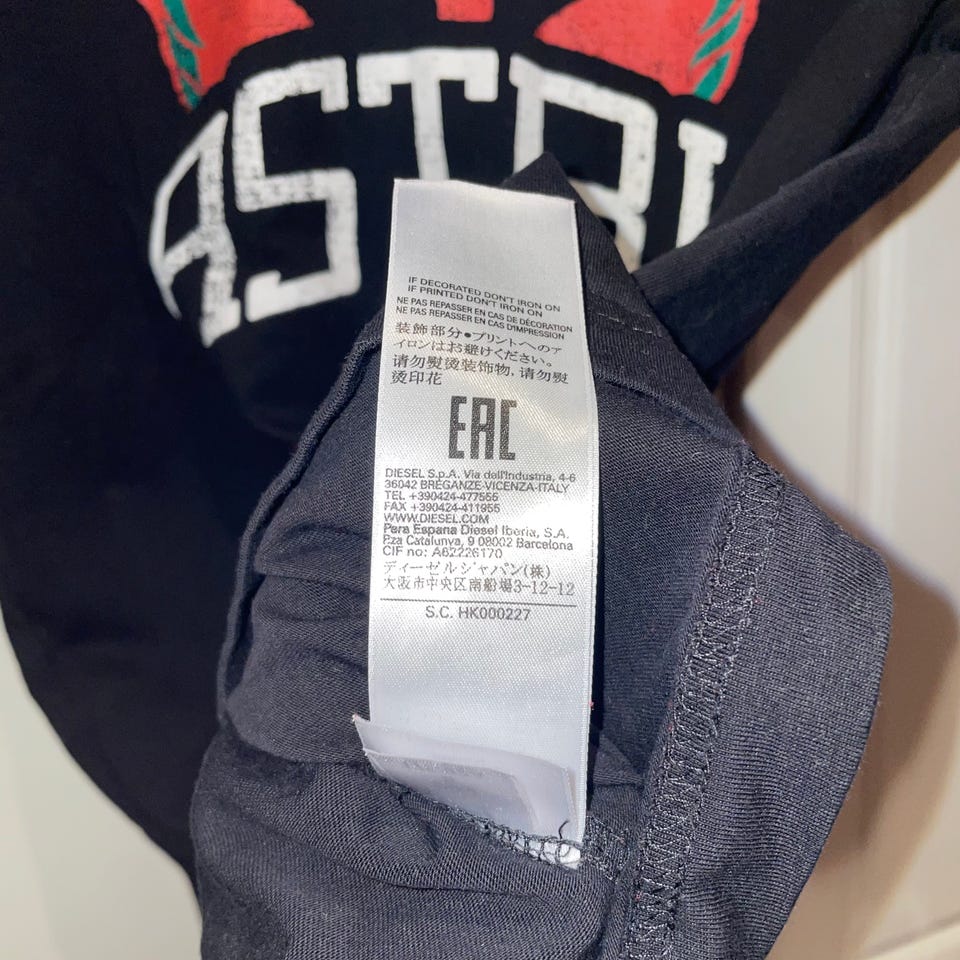 ASTRI
IF DECORATED DON'T IRON ON
IF PRINTED DON'T IRON ON
NE PAS REPASSER EN CAS DE DÉCORATION
NE PAS REPASSER EN CAS D'IMPRESSION
装飾部分●プリントへのア
イロンはお避けください。
请勿熨烫装饰物, 请勿熨
烫印花
EAC
DIESEL S.p.A. Via dell'Industria, 4-6
36042 BREGANZE-VICENZA-ITALY
TEL +390424-477555
FAX +390424-411955
WWW.DIESEL.COM
Para Espana Diesel Iberia, S.A.
P.za Catalunva, 9 08002 Barcelona
CIF no: A62226170
ディーゼルジャパン(株)
大阪市中央区南船場3-12-12
S.C. HK000227